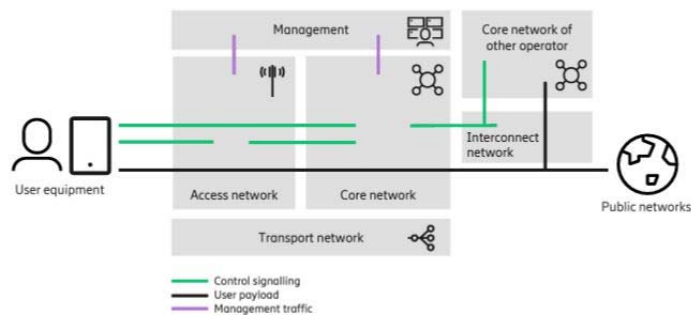 Management
Core network of
other operator
Interconnect
network
User equipment
Access network
Core network
Public networks
Transport network
Control signalling
User payload
Management traffic